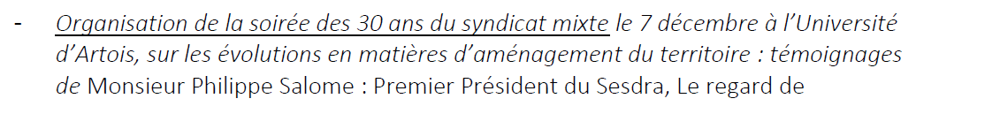 - Organisation de la soirée des 30 ans du syndicat mixte le 7 décembre à l’Université
d’Artois, sur les évolutions en matières d’aménagement du territoire : témoignages
de Monsieur Philippe Salome : Premier Président du Sesdra, Le regard de